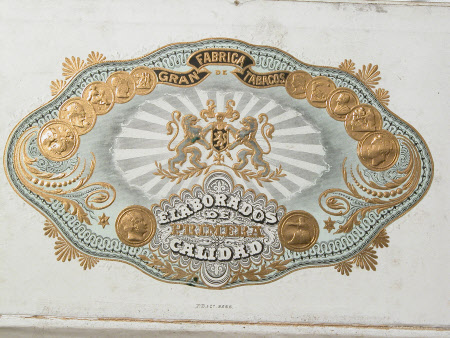 GRAN FABRICA DE TABACOS
ELABORADOS
DE
PRIMERA
CALIDAD